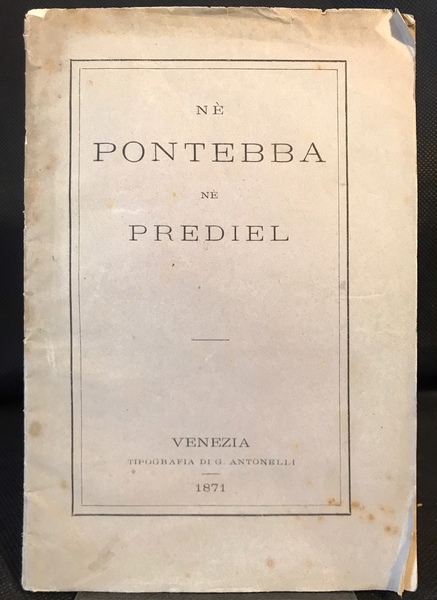 NÈ
PONTEBBA
NÈ
PREDIEL
VENEZIA
TIPOGRAFIA DI G. ANTONELLI
1871